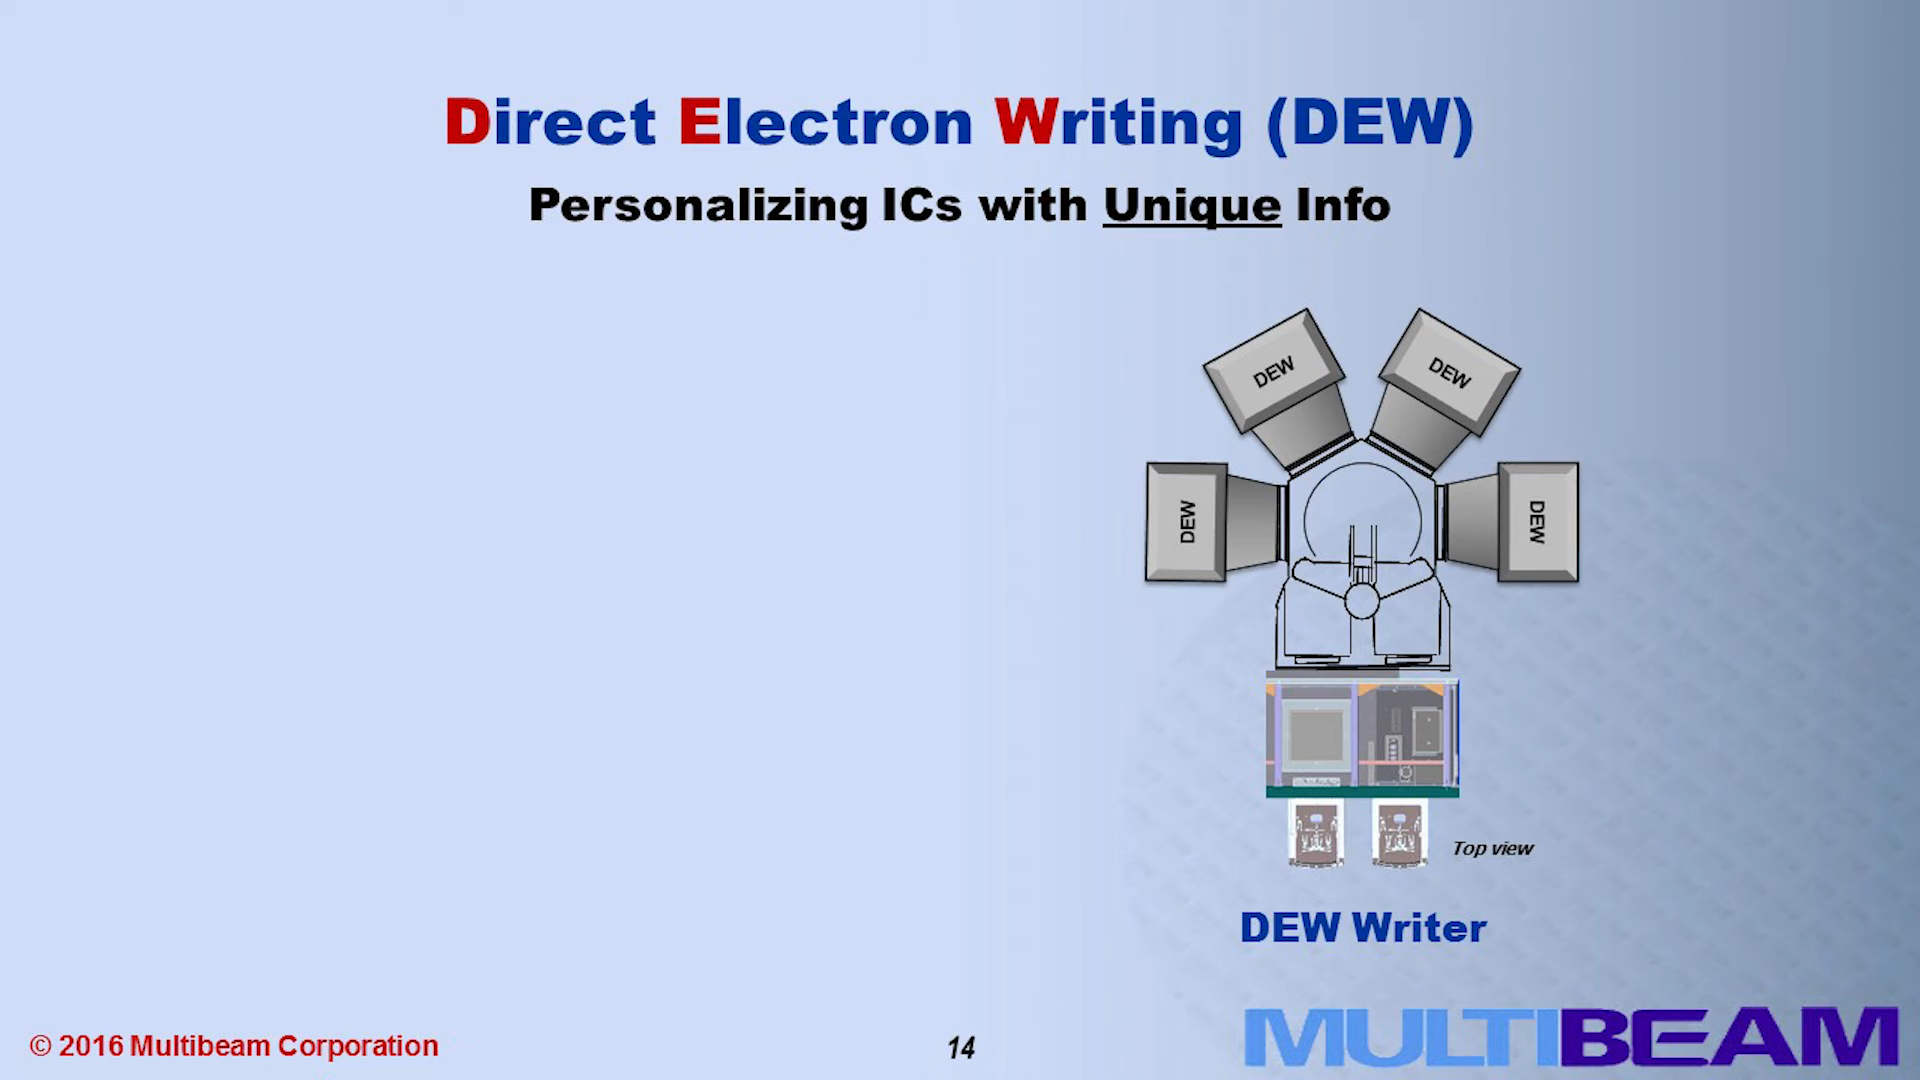 Direct Electron Writing (DEW)
Personalizing ICs with Unique Info
DEW
DEW
DEW
DEW
Top view
DEW Writer
© 2016 Multibeam Corporation
14
MULTIBEAM